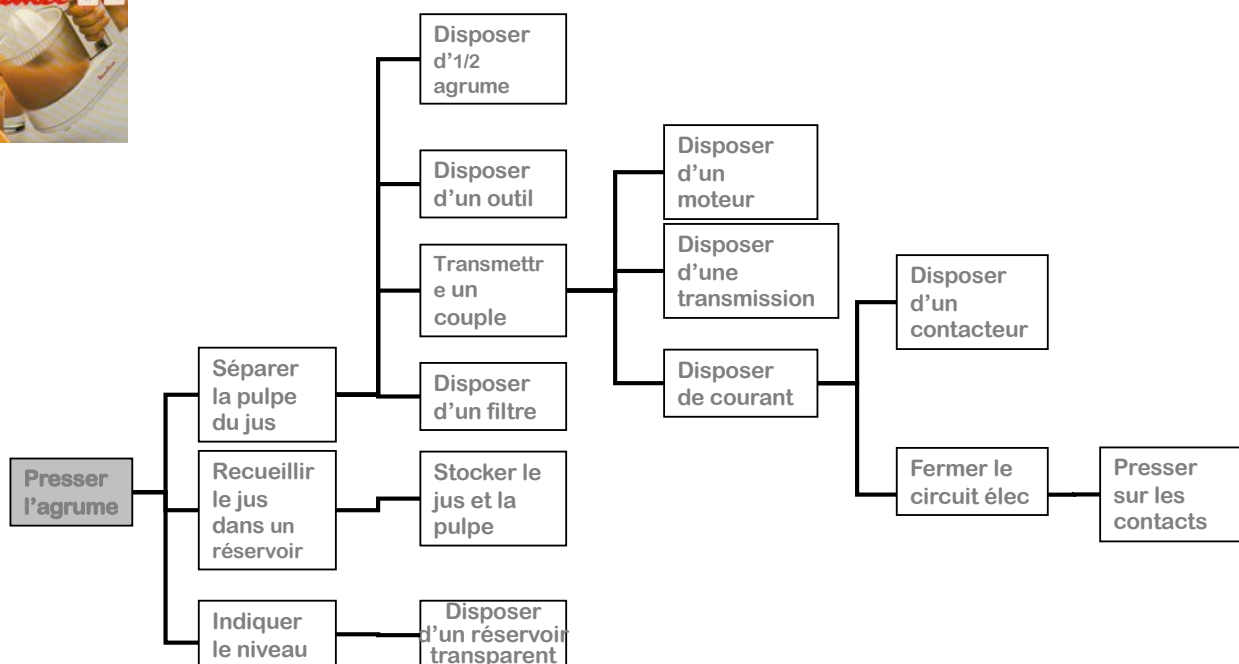 Disposer
d'1/2
agrume
Disposer
d'un outil
Transmettr
e un
couple
Disposer
d'un filtre
Disposer
d'un
moteur
Disposer
d'une
transmission
Disposer
de courant
Disposer
d'un
contacteur
Fermer le
circuit élec
Presser
sur les
contacts
Séparer
la pulpe
du jus
Recueillir
le jus
dans un
réservoir
Stocker le
jus et la
pulpe
Presser
l'agrume
Indiquer
le niveau
Disposer
d'un réservoir
transparent